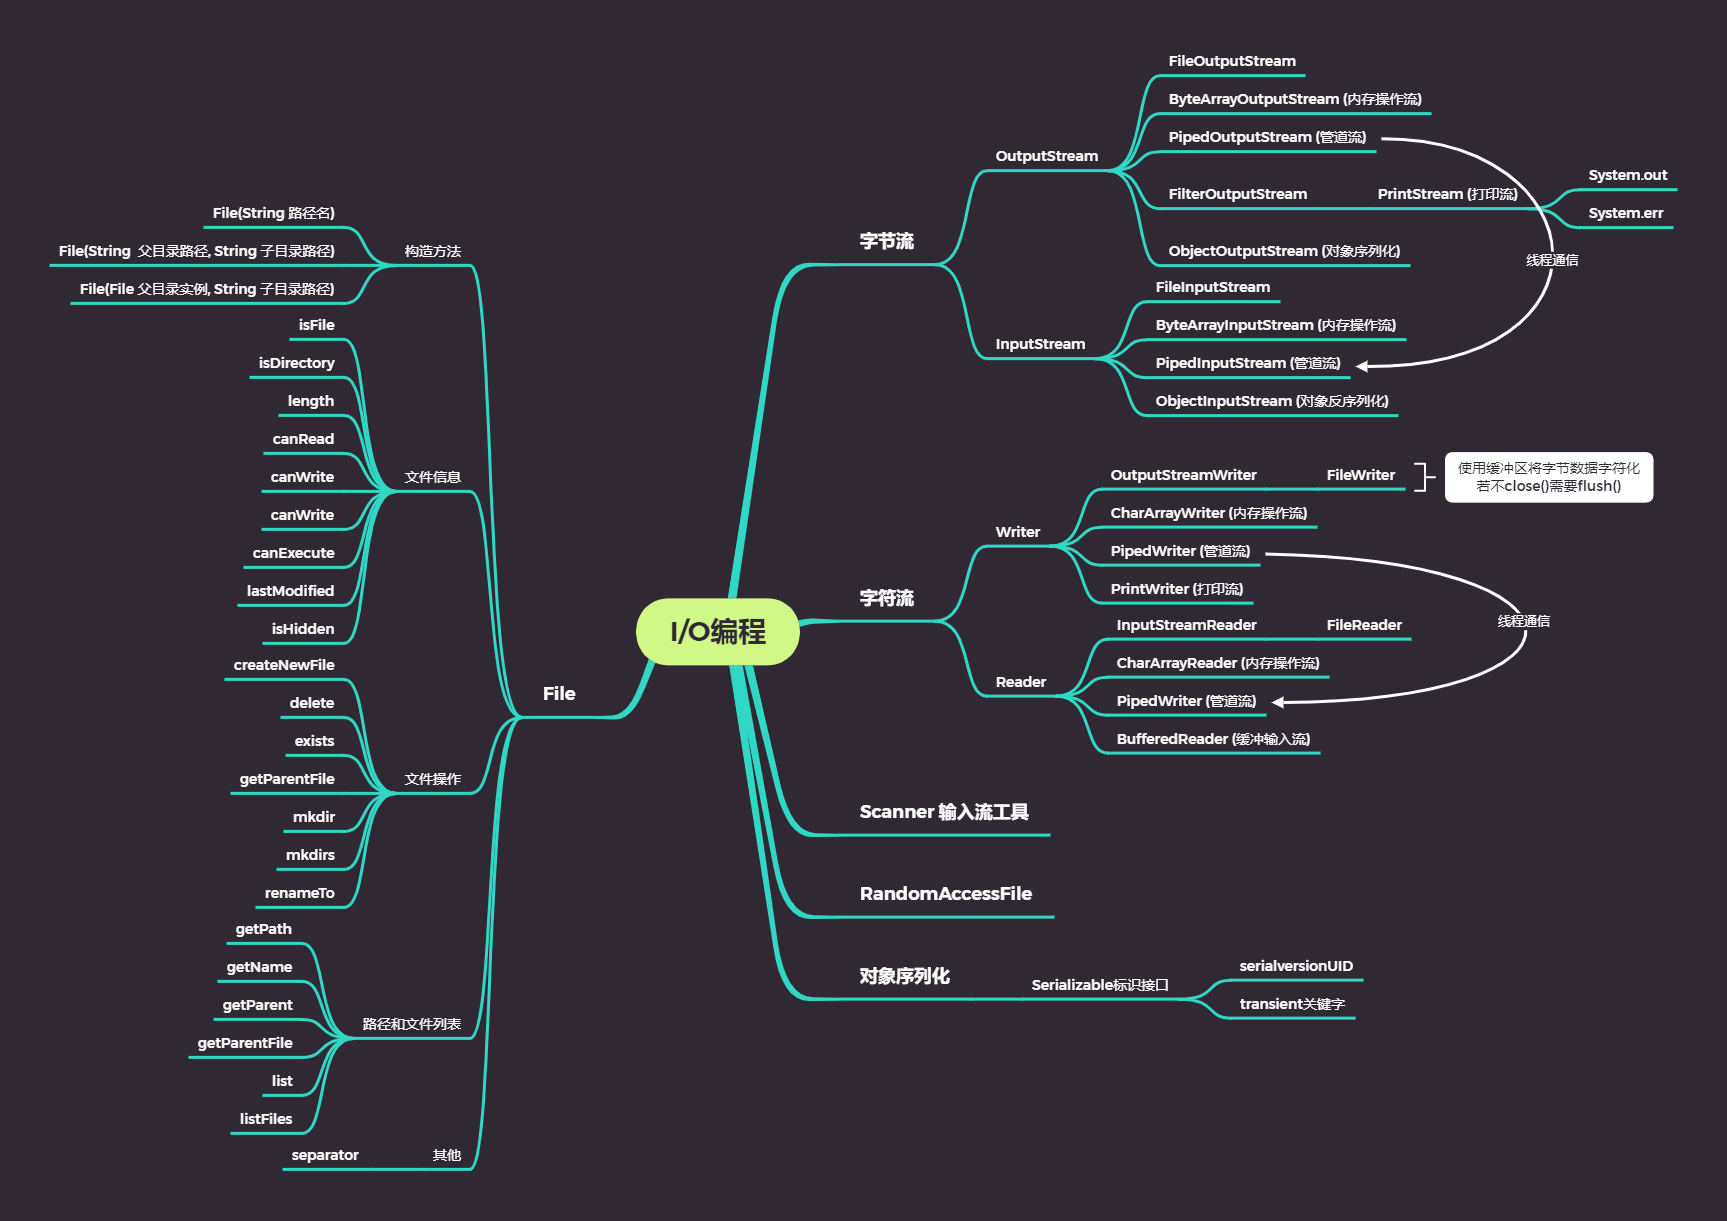 I/O编程
字节流
OutputStream
FileOutputStream
ByteArrayOutputStream (内存操作流)
PipedOutputStream (管道流)
FilterOutputStream
PrintStream (打印流)
System.out
System.err
ObjectOutputStream (对象序列化)
线程通信
InputStream
FileInputStream
ByteArrayInputStream (内存操作流)
PipedInputStream (管道流)
ObjectInputStream (对象反序列化)
字符流
Writer
OutputStreamWriter
FileWriter
使用缓冲区将字节数据字符化
若不close()需要flush()
CharArrayWriter (内存操作流)
PipedWriter (管道流)
PrintWriter (打印流)
线程通信
Reader
InputStreamReader
FileReader
CharArrayReader (内存操作流)
PipedWriter (管道流)
BufferedReader (缓冲输入流)
Scanner 输入流工具
RandomAccessFile
对象序列化
Serializable标识接口
serialversionUID
transient关键字
File
构造方法
File(String 路径名)
File(String 父目录路径, String 子目录路径)
File(File 父目录实例, String 子目录路径)
文件信息
isFile
isDirectory
length
canRead
canWrite
canWrite
canExecute
lastModified
isHidden
文件操作
createNewFile
delete
exists
getParentFile
mkdir
mkdirs
renameTo
路径和文件列表
getPath
getName
getParent
getParentFile
list
listFiles
其他
separator